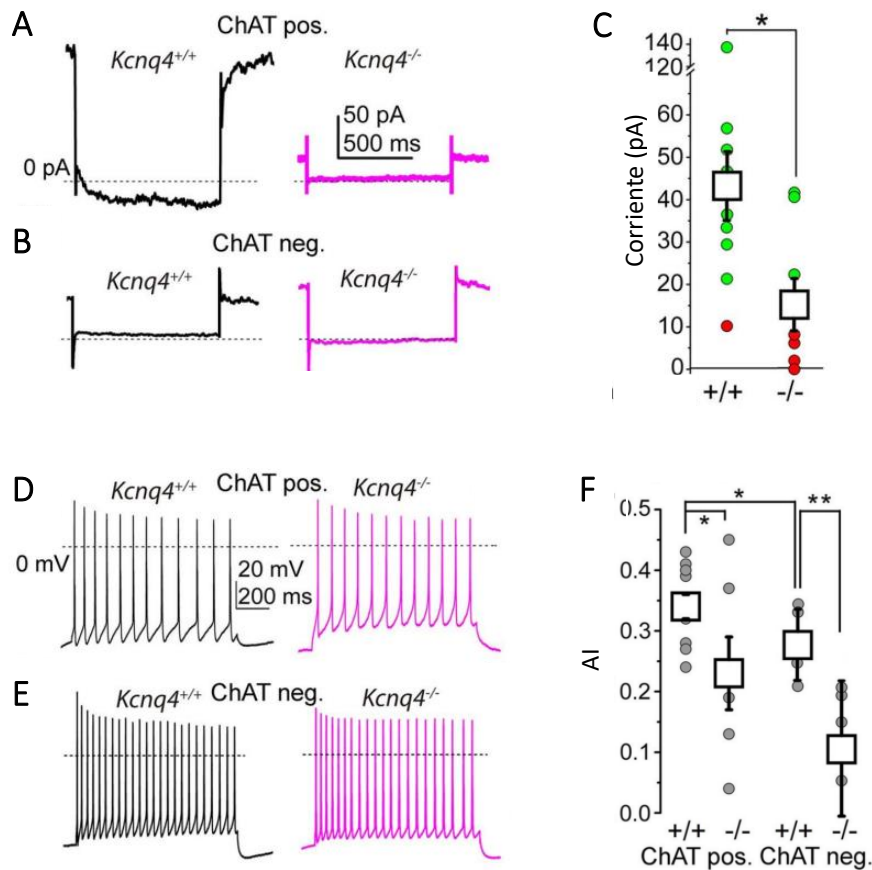 A
ChAT pos.
Kcnq4+/+
Kcnq4-/-
50 pA
500 ms
0 pA
B
ChAT neg.
Kcnq4+/+
Kcnq4-/-
C
*
140
120
60
50
40
30
20
10
0
Corriente (pA)
+/+
-/-
D
ChAT pos.
Kcnq4+/+
Kcnq4-/-
0 mV
20 mV
200 ms
E
ChAT neg.
Kcnq4+/+
Kcnq4-/-
F
*
*
**
0.5
0.4
0.3
0.2
0.1
0.0
AI
+/+ -/- +/+ -/-
ChAT pos. ChAT neg.